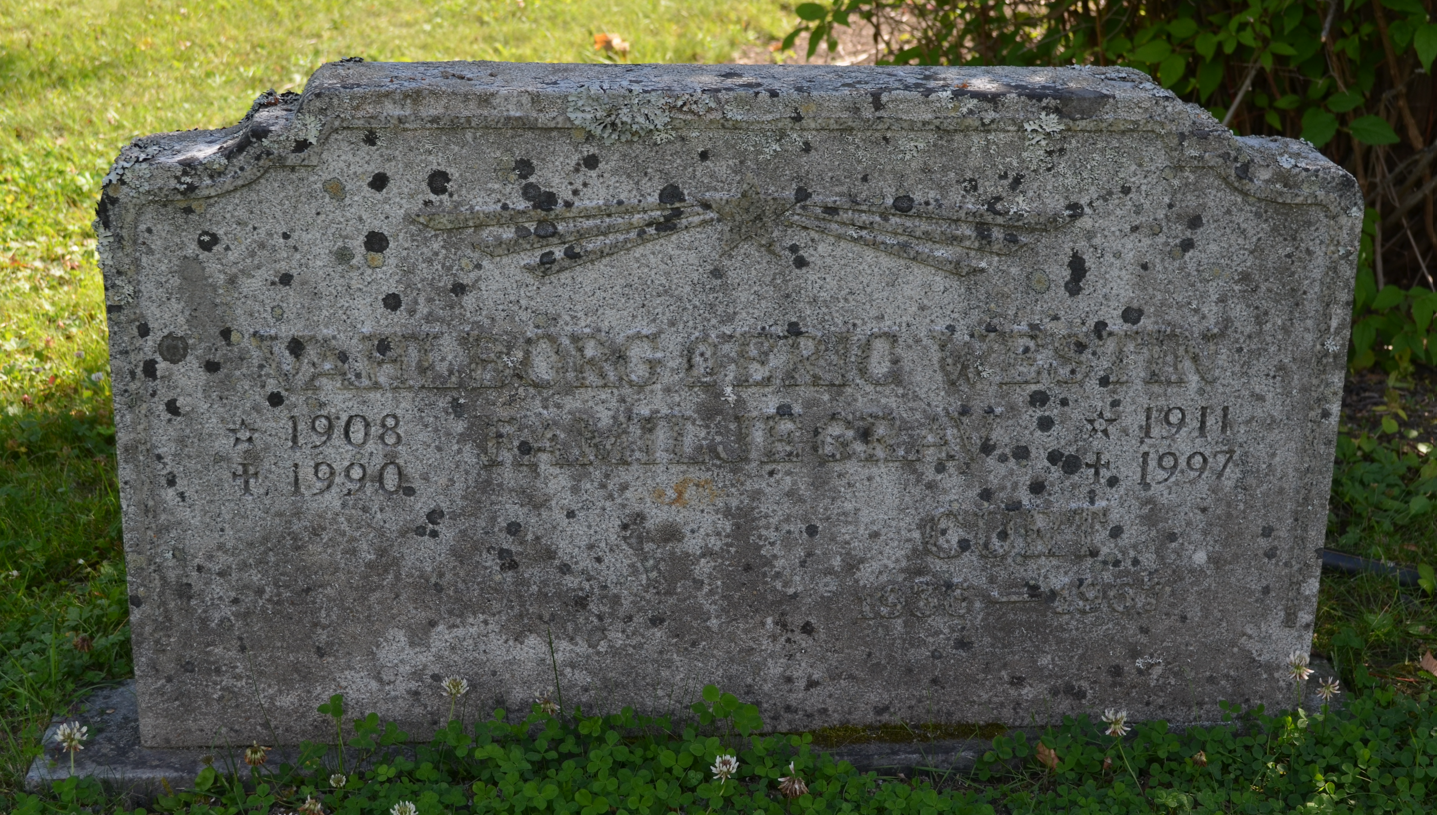 VAHLBORG O. ERIC WESTIN
1908 FAMILJEGRAV 1911
1990 1997